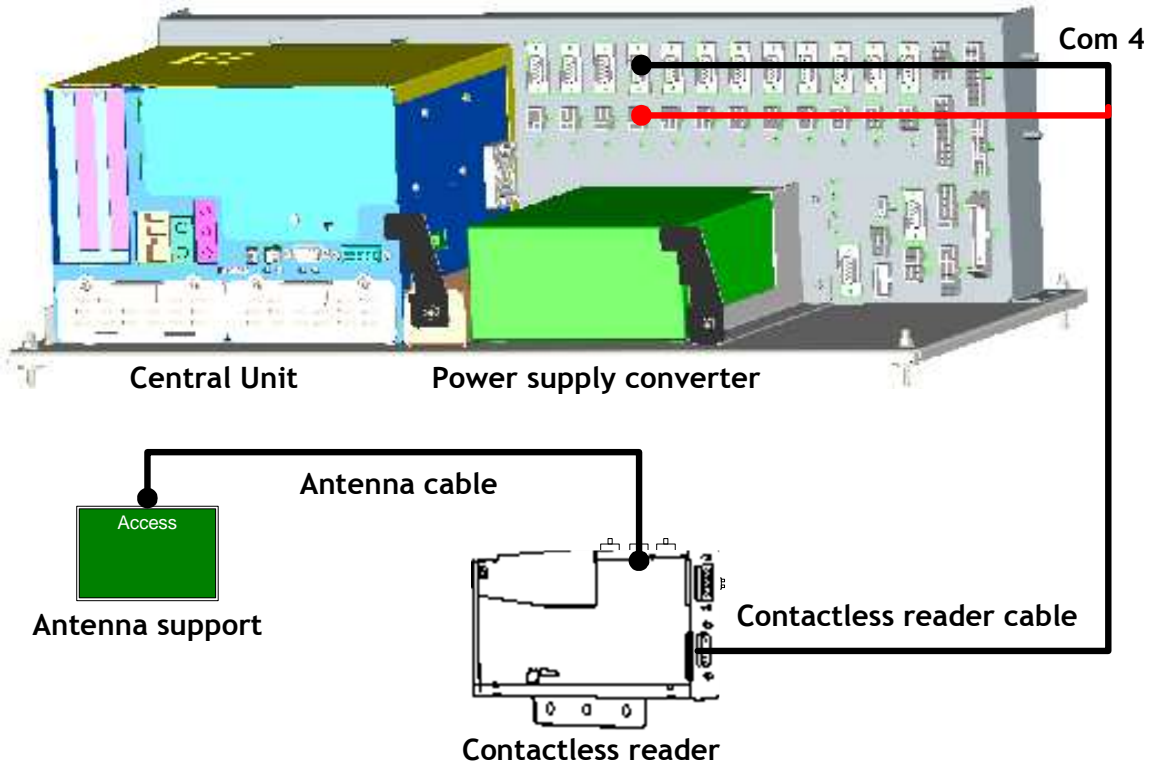 Com 4
Central Unit
Power supply converter
Antenna cable
Access
Antenna support
Contactless reader cable
Contactless reader